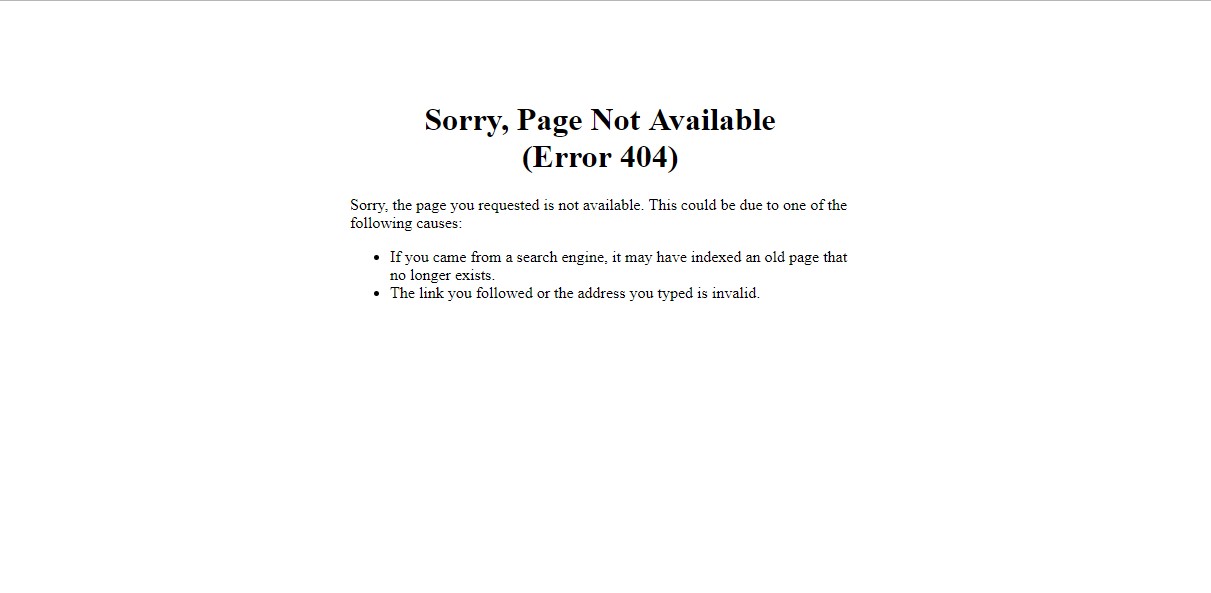 Sorry, Page Not Available
(Error 404)
Sorry, the page you requested is not available. This could be due to one of the
following causes:
• If you came from a search engine, it may have indexed an old page that
no longer exists.
• The link you followed or the address you typed is invalid.